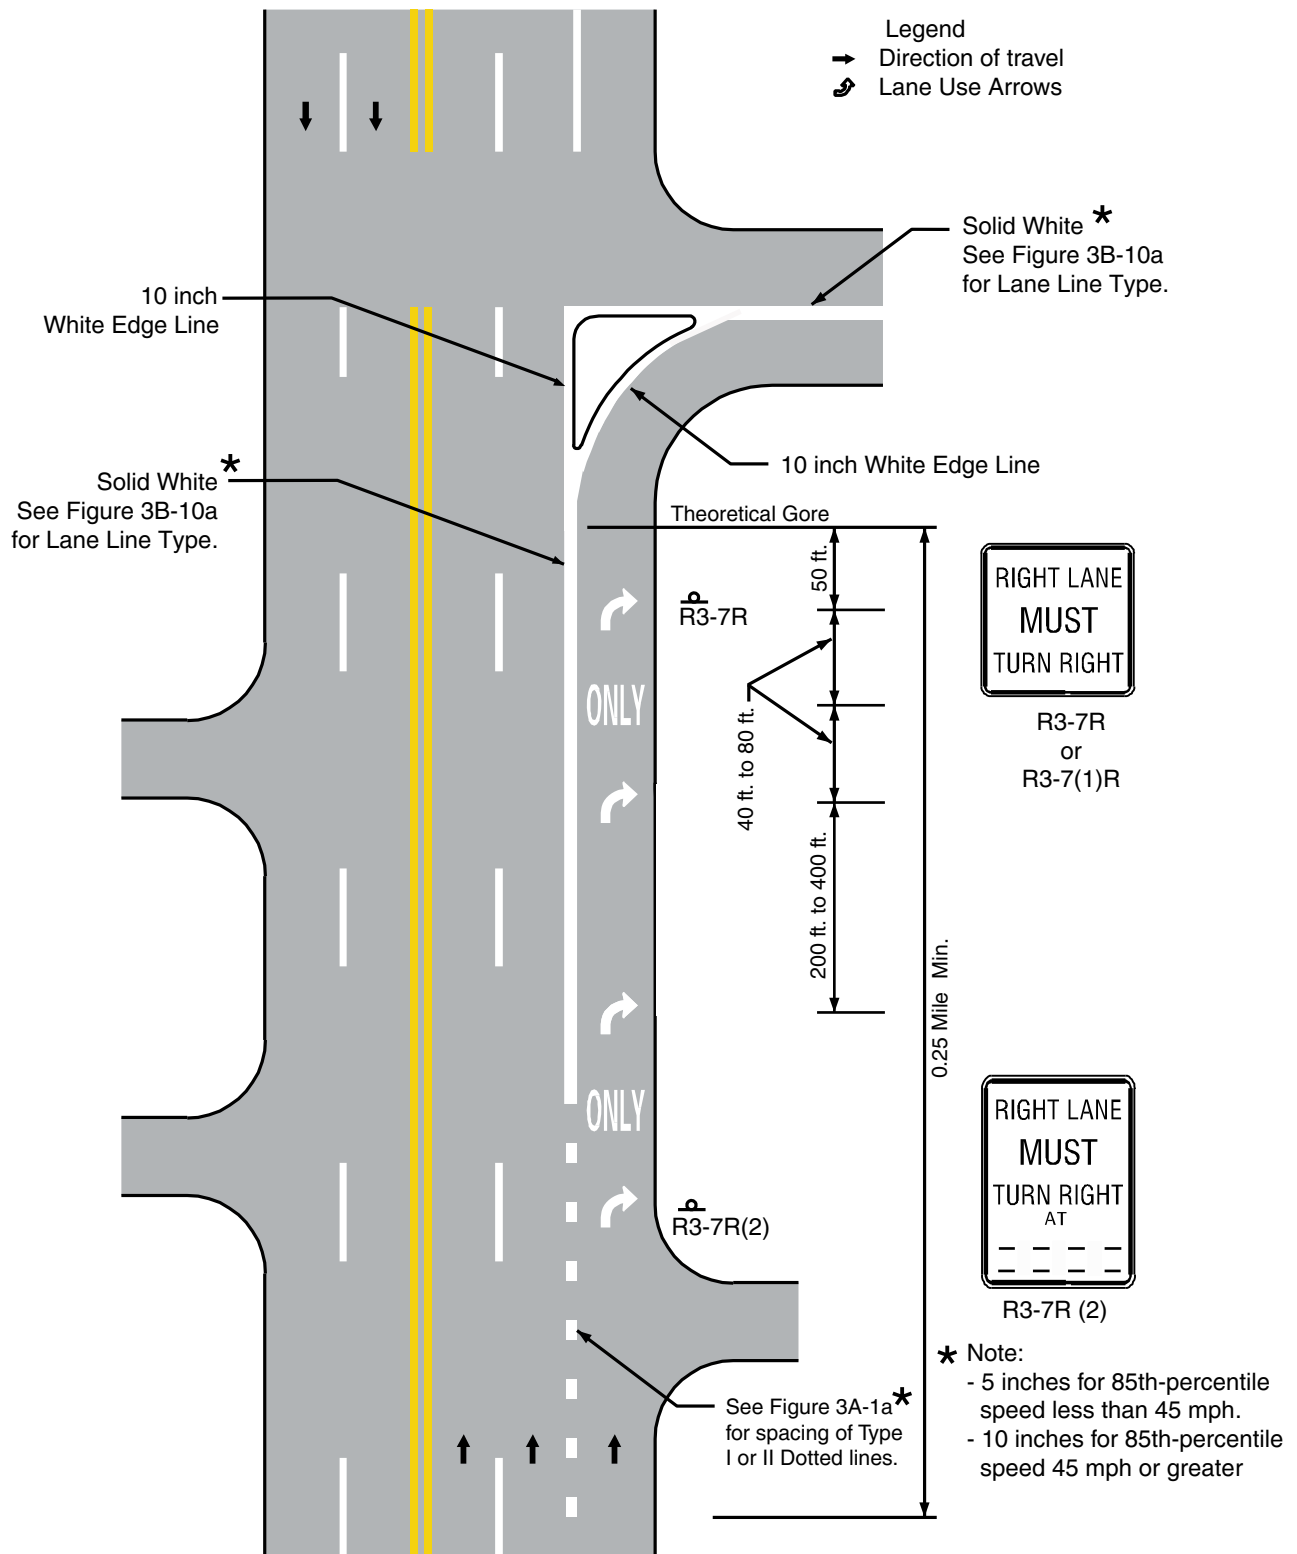 Legend
Direction of travel
Lane Use Arrows
Solid White *
See Figure 3B-10a
for Lane Line Type.
10 inch
White Edge Line
10 inch White Edge Line
Solid White *
See Figure 3B-10a
for Lane Line Type.
Theoretical Gore
50 ft.
R3-7R
ONLY
40 ft. to 80 ft.
200 ft. to 400 ft.
0.25 Mile Min.
RIGHT LANE
MUST
TURN RIGHT
R3-7R
or
R3-7(1)R
ONLY
R3-7R(2)
RIGHT LANE
MUST
TURN RIGHT
AT
R3-7R (2)
See Figure 3A-1a *
for spacing of Type
I or II Dotted lines.
* Note:
- 5 inches for 85th-percentile
speed less than 45 mph.
- 10 inches for 85th-percentile
speed 45 mph or greater